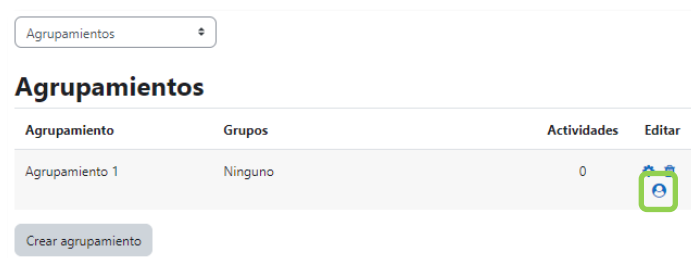 Agrupamientos
Agrupamientos
Agrupamiento Grupos Actividades Editar
Agrupamiento 1 Ninguno 0
Crear agrupamiento